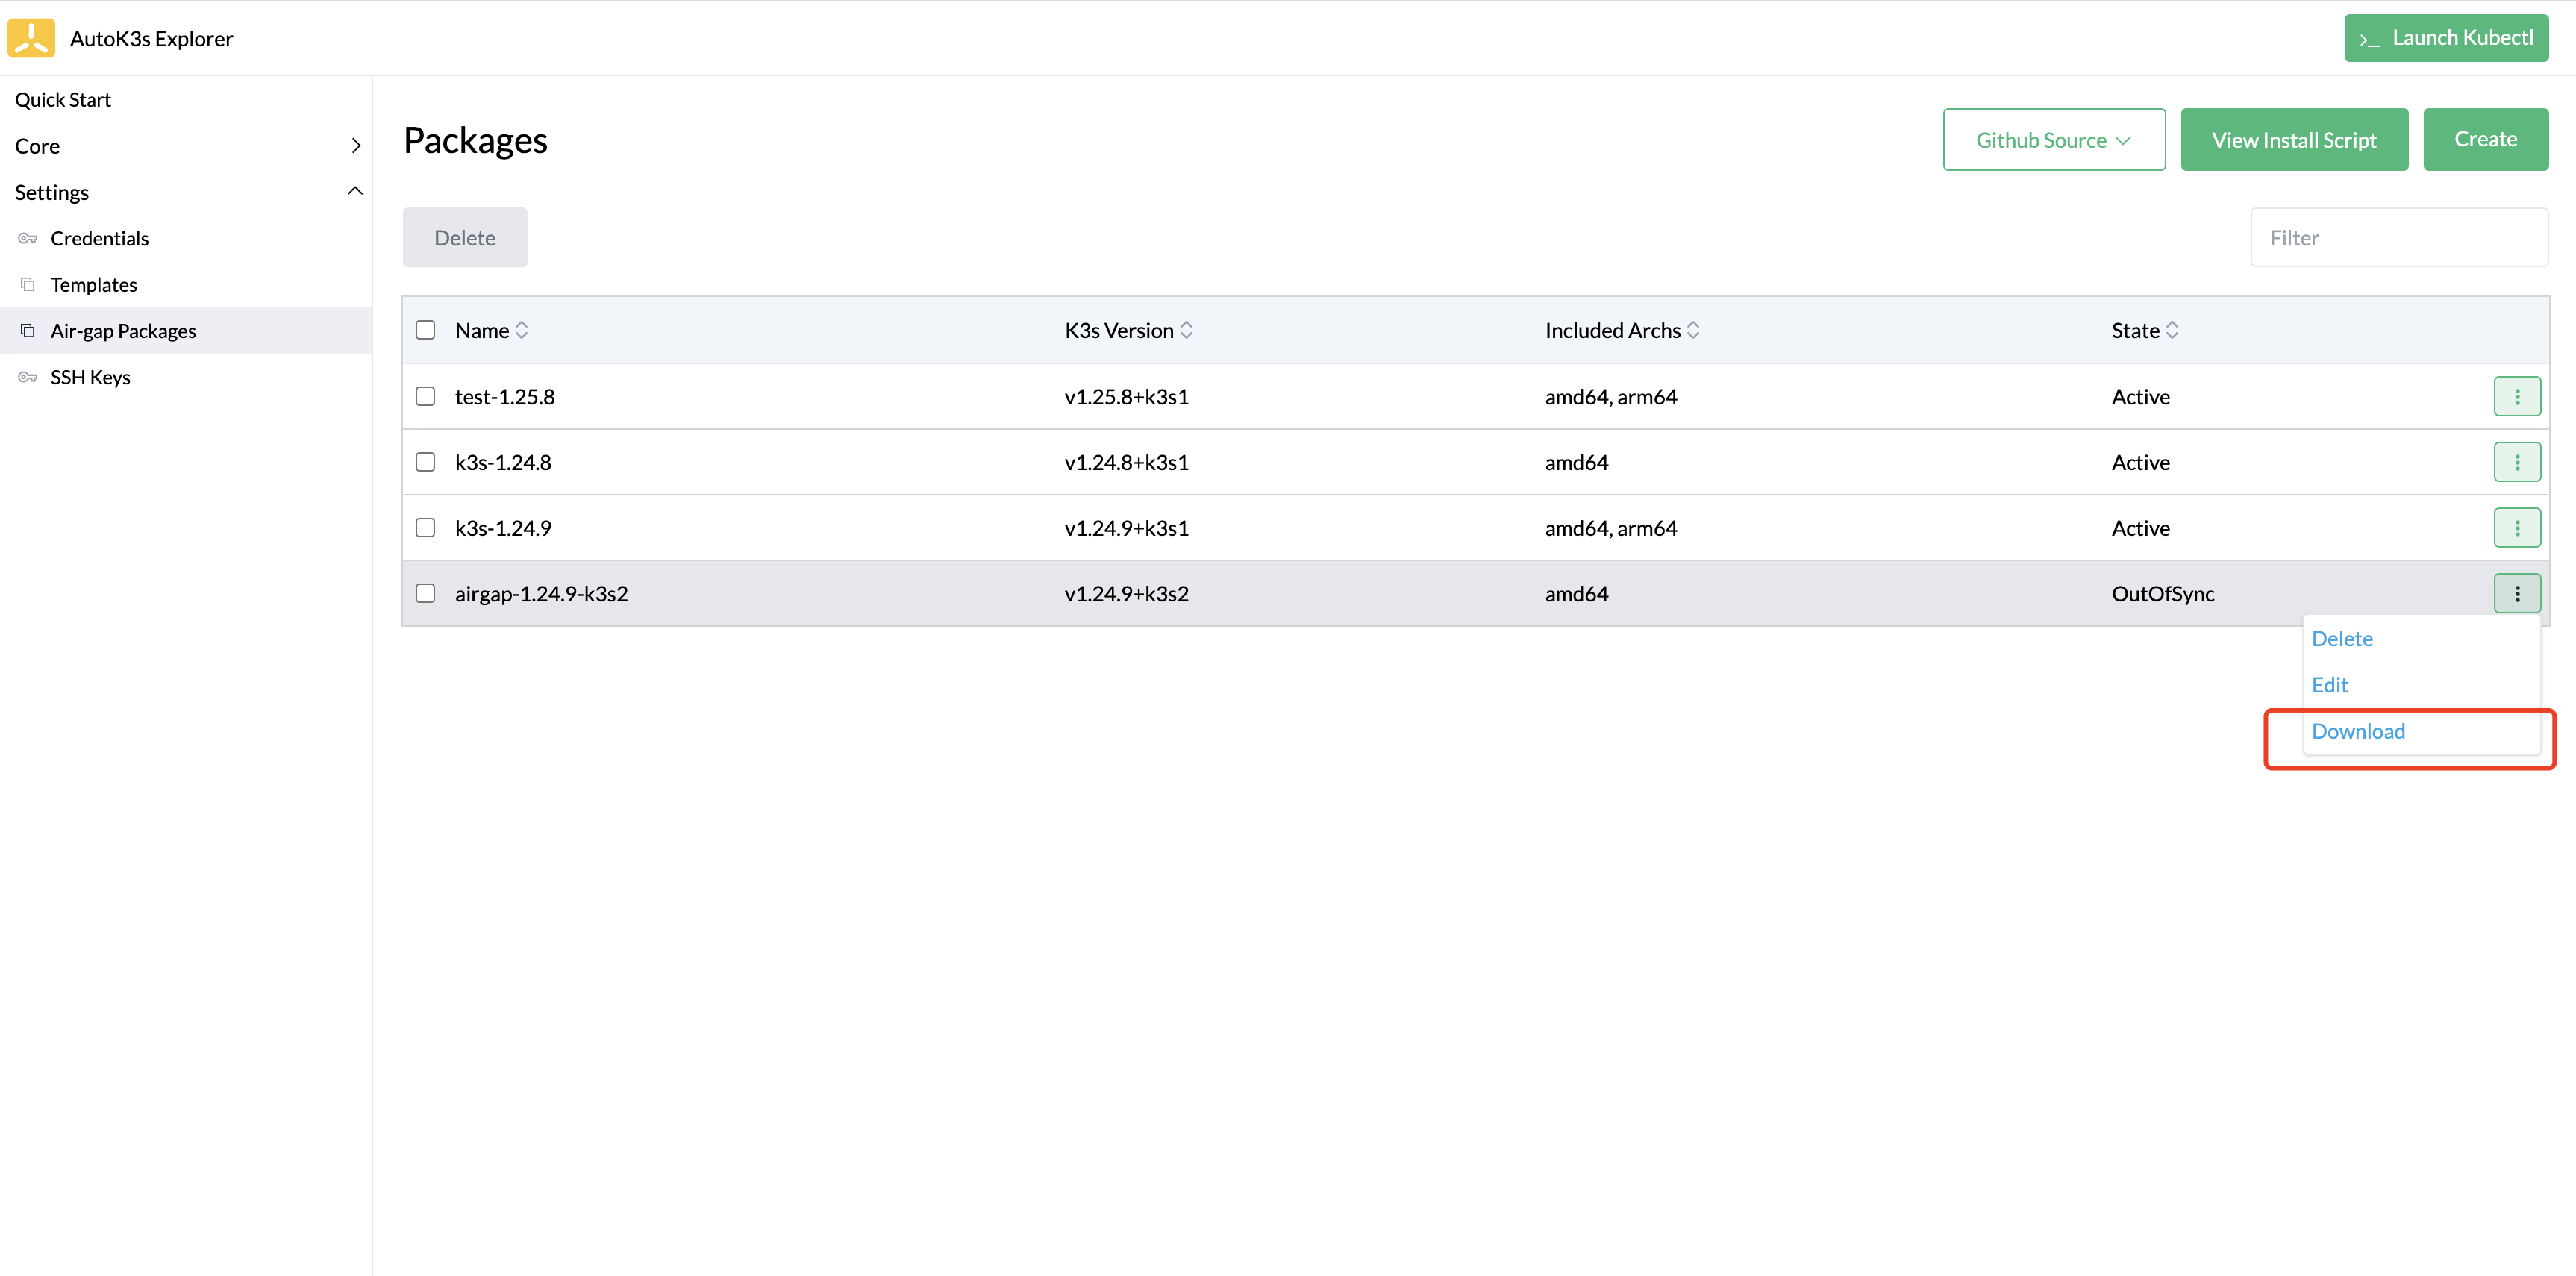 AutoK3s Explorer
>_ Launch Kubectl
Quick Start
Core
Settings
Credentials
Templates
Air-gap Packages
SSH Keys
Packages
Github Source
View Install Script
Create
Delete
Filter
Name K3s Version Included Archs State
test-1.25.8 v1.25.8+k3s1 amd64, arm64 Active
k3s-1.24.8 v1.24.8+k3s1 amd64 Active
k3s-1.24.9 v1.24.9+k3s1 amd64, arm64 Active
airgap-1.24.9-k3s2 v1.24.9+k3s2 amd64 OutOfSync
Delete
Edit
Download